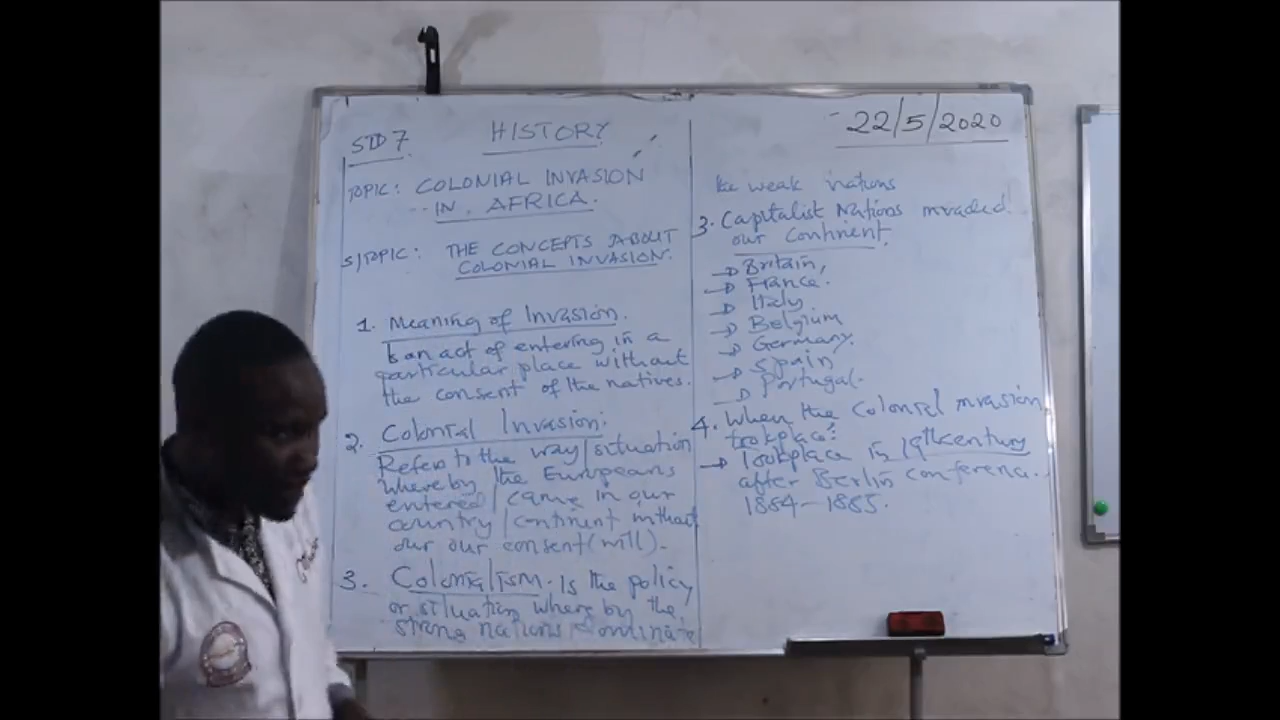 STD 7
HISTORY
TOPIC: COLONIAL INVASION
IN AFRICA.
S/TOPIC: THE CONCEPTS ABOUT
COLONIAL INVASION.
1. Meaning of Invasion.
Is an act of entering in a
particular place without
the consent of the natives.
2. Colonial Invasion:
Refers to the way/situation
whereby the Europeans
entered/came in our
country/continent without
our our consent (will).
3. Colonialism. Is the policy
or situation where by the
strong nations dominate
22/5/2020
the weak nations
3. Capitalist Nations invaded
our Continent.
→ Britain,
→ France.
→ Italy
→ Belgium
→ Germany.
→ Spain
→ Portugal.
4. When the Colonial invasion
tookplace?
→ Tookplace in 19th century
after Berlin conference.
1884-1885.